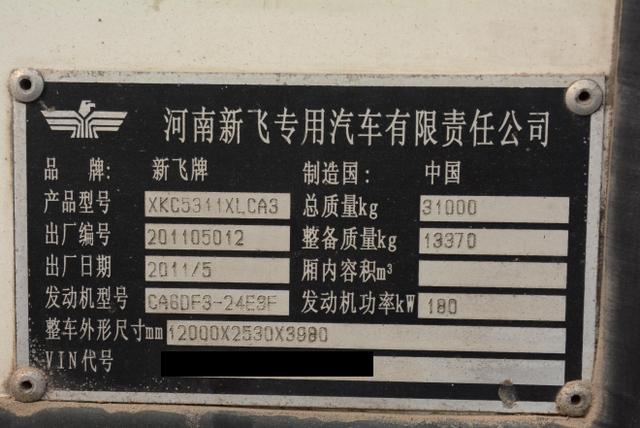 河南新飞专用汽车有限责任公司
品 牌: 新飞牌 制造国: 中国
产品型号 XKC5311XLCA3 总质量kg 31000
出厂编号 201105012 整备质量kg 13370
出厂日期 2011/5 厢内容积m³
发动机型号 CA6DF3-24E3F 发动机功率kW 180
整车外形尺寸mm 12000X2530X3980
VIN代号